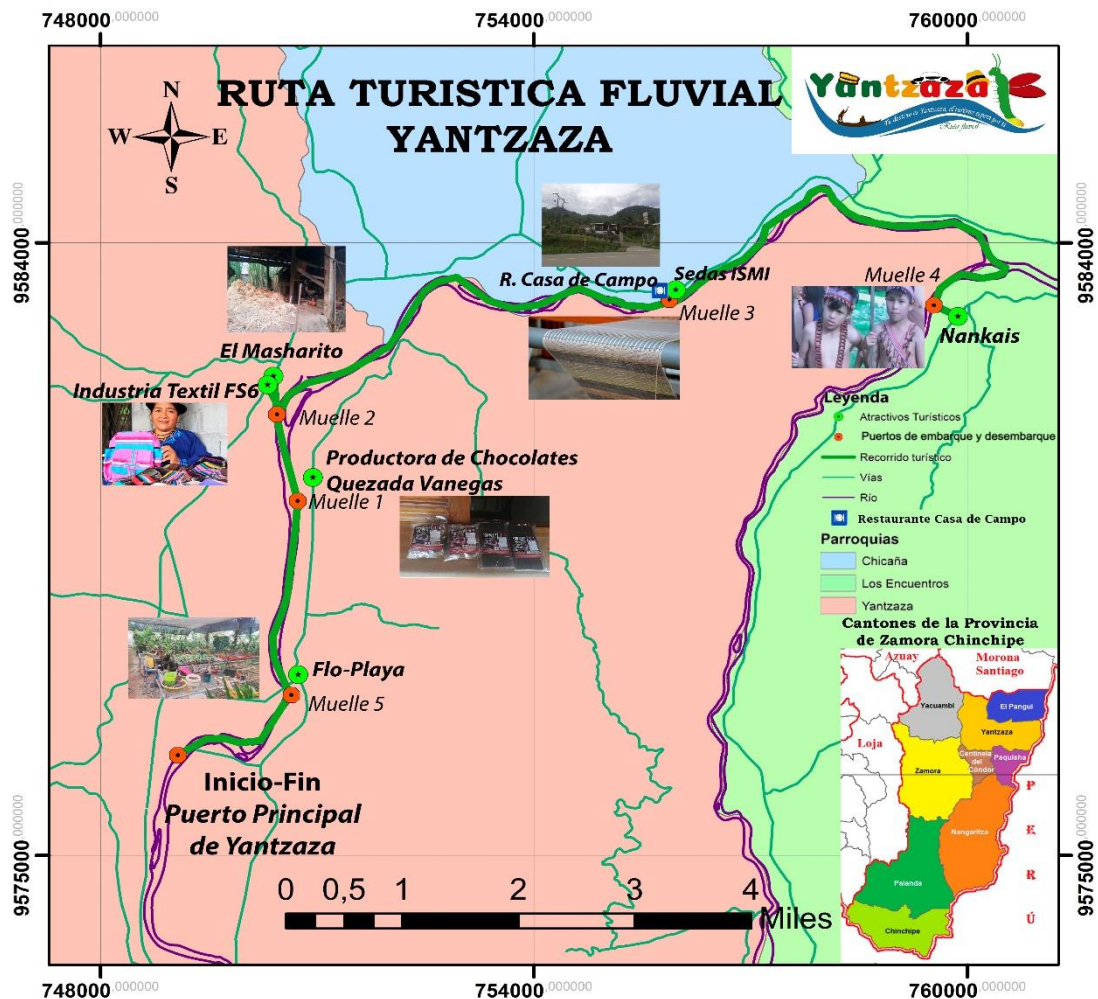 748000.000000
754000.000000
760000.000000
RUTA TURISTICA FLUVIAL
YANTZAZA
Yantzaza
Ruta fluvial
N
W
E
S
9584000.000000
9584000.000000
R. Casa de Campo
Sedas ISMI
Muelle 3
Muelle 4
Nankais
El Masharito
Industria Textil FS6
Muelle 2
Productora de Chocolates
Quezada Vanegas
Muelle 1
Flo-Playa
Muelle 5
Inicio-Fin
Puerto Principal
de Yantzaza
Leyenda
Atractivos Turísticos
Puertos de embarque y desembarque
Recorrido turístico
Vías
Río
Restaurante Casa de Campo
Parroquias
Chicaña
Los Encuentros
Yantzaza
Cantones de la Provincia
de Zamora Chinchipe
Azuay
Morona
Santiago
Yacuambi
El Pangui
Yantzaza
Loja
Centinela
del
Cóndor
Paquisha
Zamora
Nangaritza
Palanda
Chinchipe
P
E
R
Ú
9575000.000000
9575000.000000
0 0,5 1 2 3 4
Miles
748000.000000
754000.000000
760000.000000